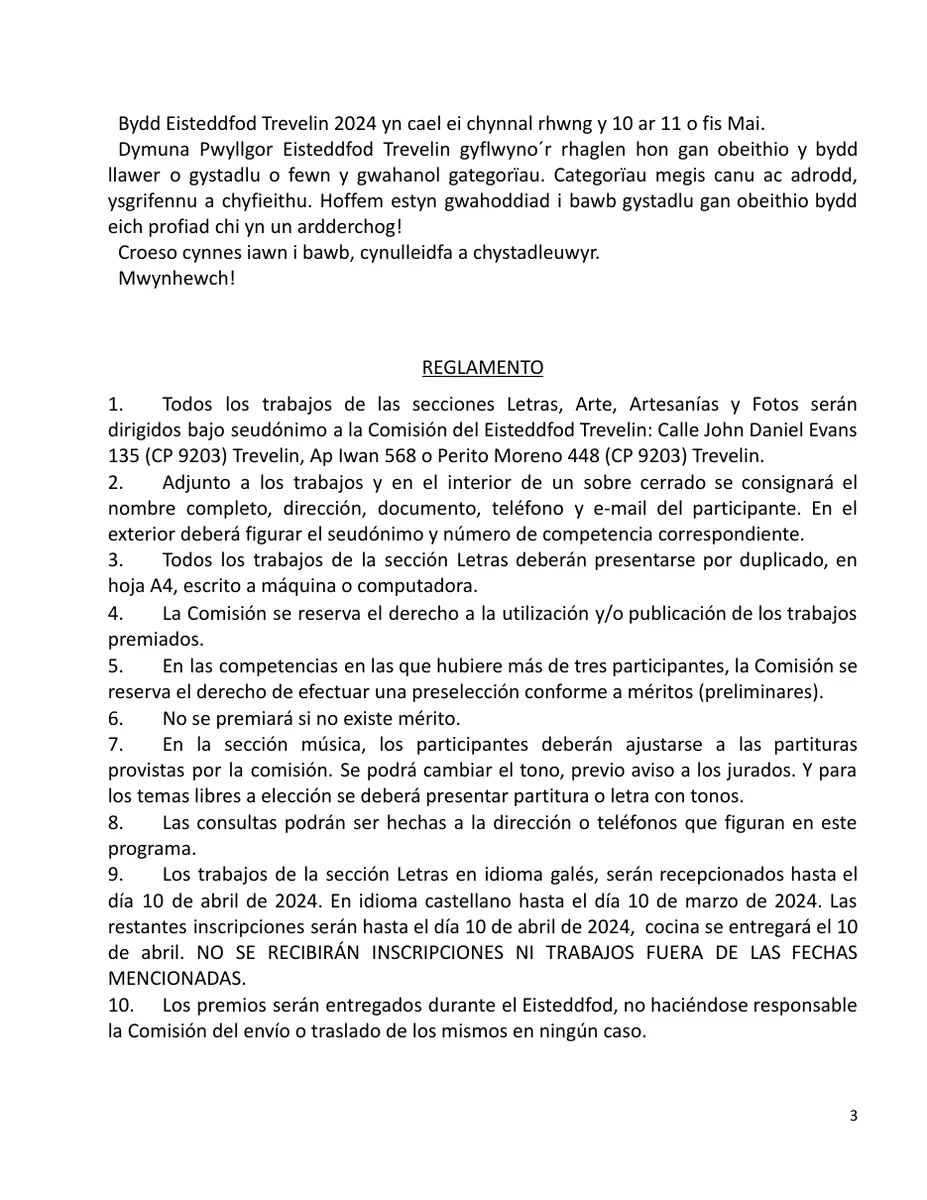 Bydd Eisteddfod Trevelin 2024 yn cael ei chynnal rhwng y 10 ar 11 o fis Mai.
Dymuna Pwyllgor Eisteddfod Trevelin gyflwyno´r rhaglen hon gan obeithio y bydd
llawer o gystadlu o fewn y gwahanol gategorïau. Categorïau megis canu ac adrodd,
ysgrifennu a chyfieithu. Hoffem estyn gwahoddiad i bawb gystadlu gan obeithio bydd
eich profiad chi yn un ardderchog!
Croeso cynnes iawn i bawb, cynulleidfa a chystadleuwyr.
Mwynhewch!
REGLAMENTO
1. Todos los trabajos de las secciones Letras, Arte, Artesanías y Fotos serán
dirigidos bajo seudónimo a la Comisión del Eisteddfod Trevelin: Calle John Daniel Evans
135 (CP 9203) Trevelin, Ap Iwan 568 o Perito Moreno 448 (CP 9203) Trevelin.
2. Adjunto a los trabajos y en el interior de un sobre cerrado se consignará el
nombre completo, dirección, documento, teléfono y e-mail del participante. En el
exterior deberá figurar el seudónimo y número de competencia correspondiente.
3. Todos los trabajos de la sección Letras deberán presentarse por duplicado, en
hoja A4, escrito a máquina o computadora.
4. La Comisión se reserva el derecho a la utilización y/o publicación de los trabajos
premiados.
5. En las competencias en las que hubiere más de tres participantes, la Comisión se
reserva el derecho de efectuar una preselección conforme a méritos (preliminares).
6. No se premiará si no existe mérito.
7. En la sección música, los participantes deberán ajustarse a las partituras
provistas por la comisión. Se podrá cambiar el tono, previo aviso a los jurados. Y para
los temas libres a elección se deberá presentar partitura o letra con tonos.
8. Las consultas podrán ser hechas a la dirección o teléfonos que figuran en este
programa.
9. Los trabajos de la sección Letras en idioma galés, serán recepcionados hasta el
día 10 de abril de 2024. En idioma castellano hasta el día 10 de marzo de 2024. Las
restantes inscripciones serán hasta el día 10 de abril de 2024, cocina se entregará el 10
de abril. NO SE RECIBIRÁN INSCRIPCIONES NI TRABAJOS FUERA DE LAS FECHAS
MENCIONADAS.
10. Los premios serán entregados durante el Eisteddfod, no haciéndose responsable
la Comisión del envío o traslado de los mismos en ningún caso.
3